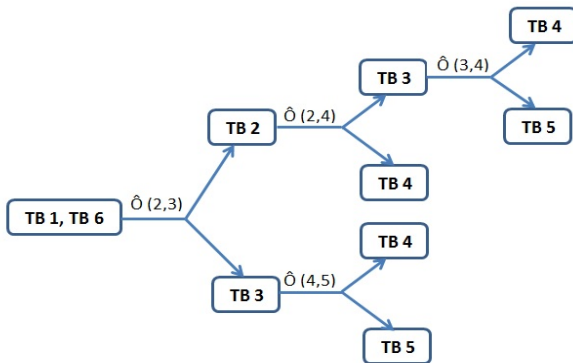 TB 4
Ô (3,4)
TB 3
TB 5
Ô (2,4)
TB 2
TB 4
Ô (2,3)
TB 1, TB 6
TB 4
Ô (4,5)
TB 3
TB 5